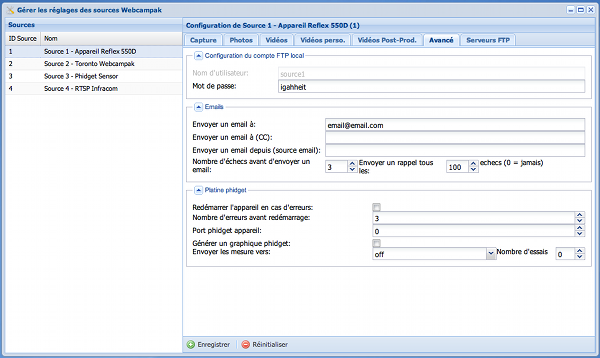 Gérer les réglages des sources Webcampak
Sources
ID Source Nom
1 Source 1 - Appareil Reflex 550D
2 Source 2 - Toronto Webcampak
3 Source 3 - Phidget Sensor
4 Source 4 - RTSP Infracom
Configuration de Source 1 - Appareil Reflex 550D (1)
Capture Photos Vidéos Vidéos perso. Vidéos Post-Prod. Avancé Serveurs FTP
Configuration du compte FTP local
Nom d'utilisateur: source1
Mot de passe: igahheit
Emails
Envoyer un email à: email@email.com
Envoyer un email à (CC):
Envoyer un email depuis (source email):
Nombre d'échecs avant d'envoyer un email: 3 Envoyer un rappel tous les: 100 echecs (0 = jamais)
Platine phidget
Redémarrer l'appareil en cas d'erreurs:
Nombre d'erreurs avant redémarrage: 3
Port phidget appareil: 0
Générer un graphique phidget:
Envoyer les mesure vers: off Nombre d'essais 0
Enregistrer Réinitialiser